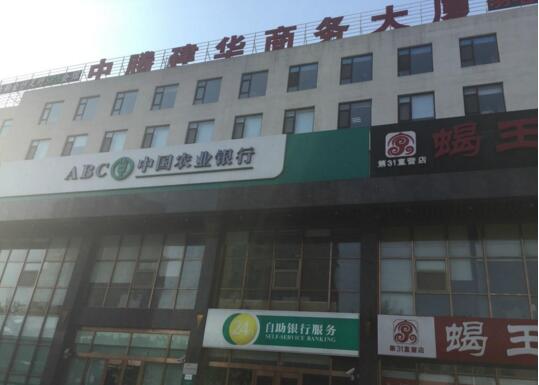 中腾建华商务大厦
ABC 中国农业银行
第31直营店
蝎王
24 自助银行服务
SELF-SERVICE BANKING
第31直营店
蝎王